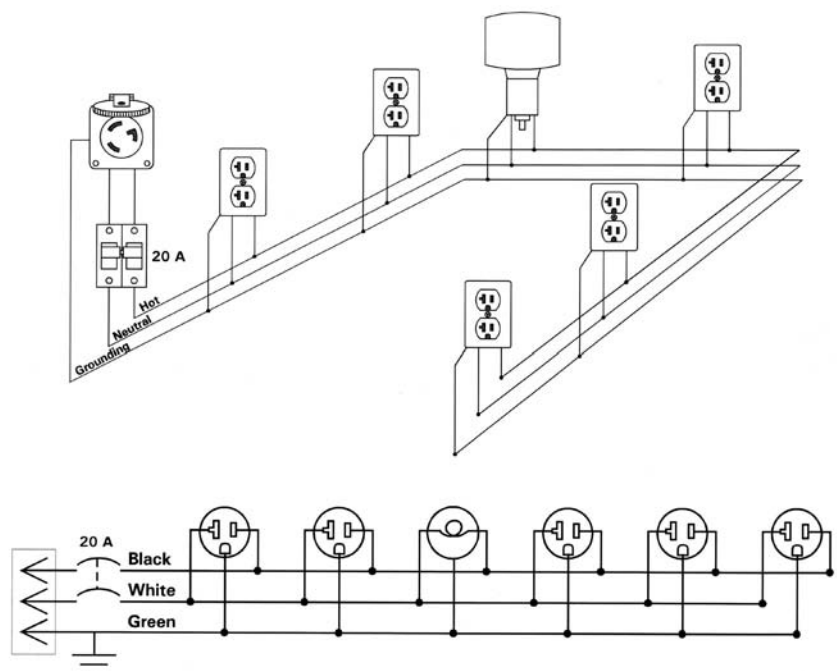 20 A
Hot
Neutral
Grounding
20 A
Black
White
Green